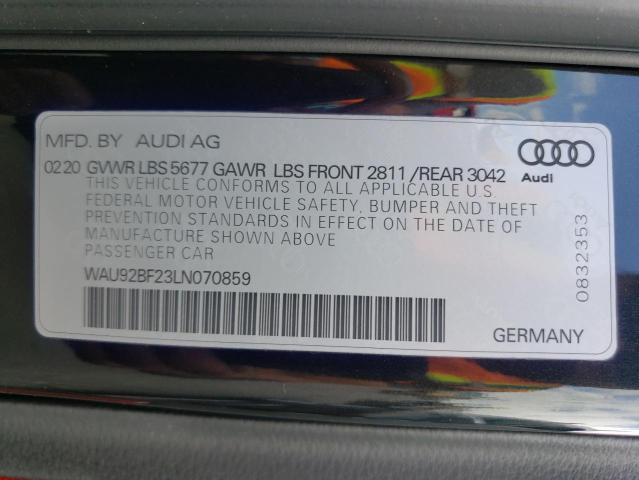 MFD. BY AUDI AG
Audi
0220 GVWR LBS 5677 GAWR LBS FRONT 2811 /REAR 3042
THIS VEHICLE CONFORMS TO ALL APPLICABLE U.S.
FEDERAL MOTOR VEHICLE SAFETY, BUMPER AND THEFT
PREVENTION STANDARDS IN EFFECT ON THE DATE OF
MANUFACTURE SHOWN ABOVE
PASSENGER CAR
WAU92BF23LN070859
0832353
GERMANY